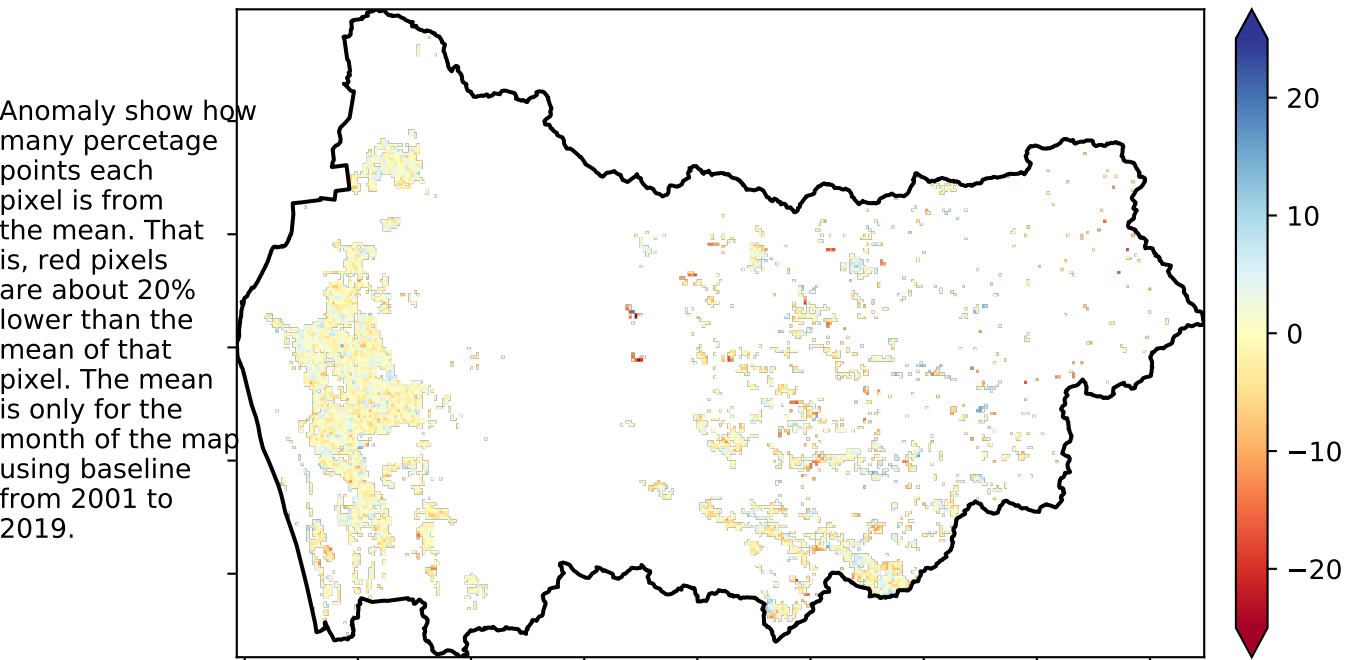 Anomaly show how
many percetage
points each
pixel is from
the mean. That
is, red pixels
are about 20%
lower than the
mean of that
pixel. The mean
is only for the
month of the map
using baseline
from 2001 to
2019.
20
10
0
−10
−20